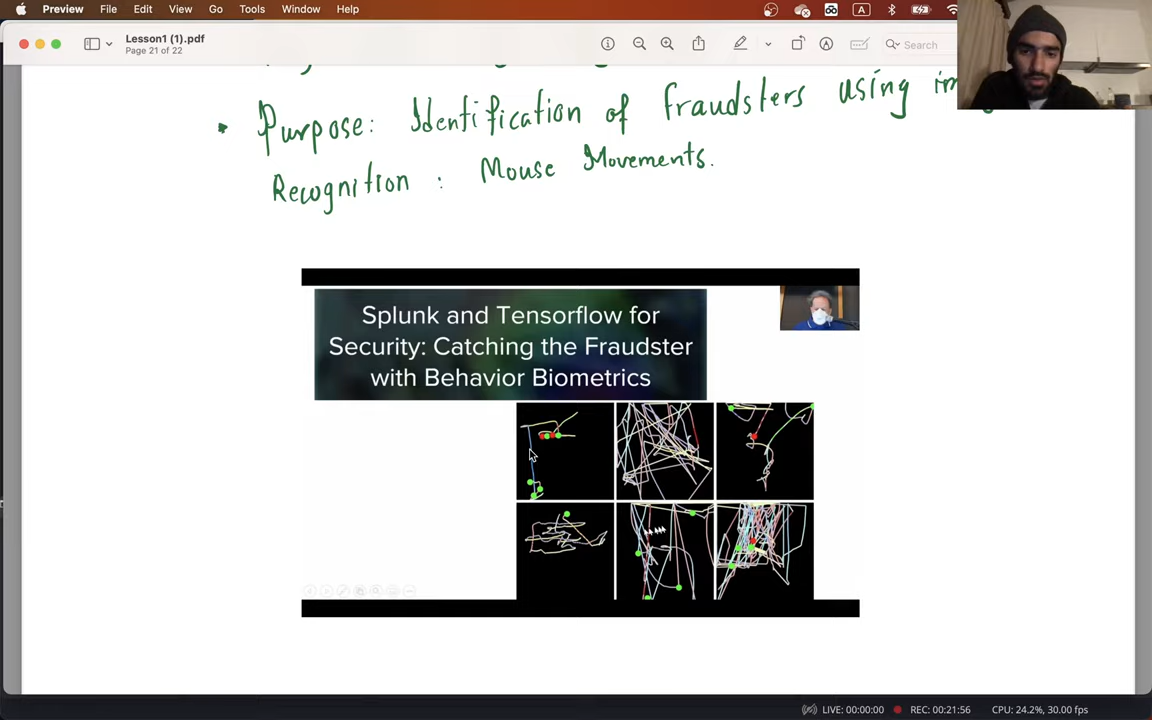 Preview File Edit View Go Tools Window Help
Lesson1 (1).pdf
Page 21 of 22
Search
• Purpose: Identification of fraudsters using
Recognition : Mouse Movements.
Splunk and Tensorflow for
Security: Catching the Fraudster
with Behavior Biometrics
LIVE: 00:00:00 REC: 00:21:56 CPU: 24.2%, 30.00 fps